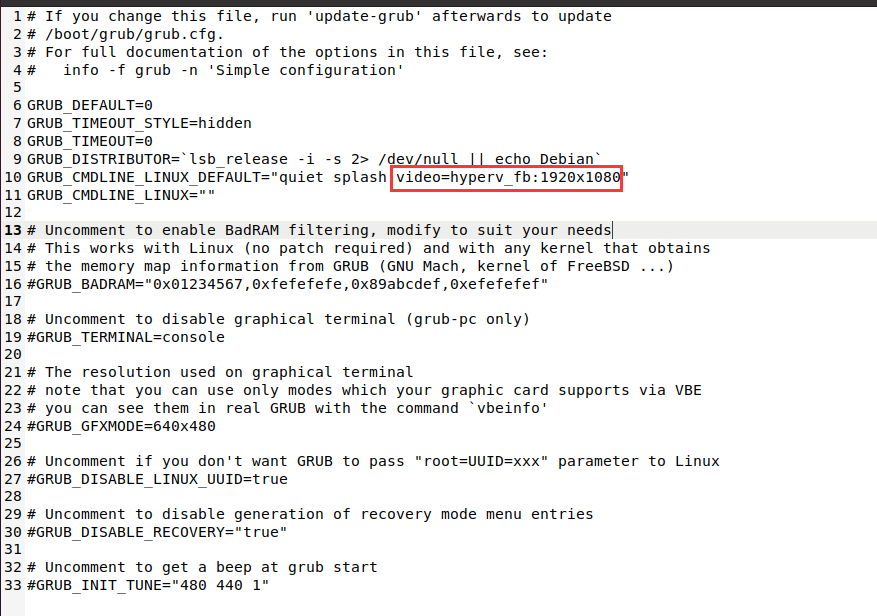 1 # If you change this file, run 'update-grub' afterwards to update
2 # /boot/grub/grub.cfg.
3 # For full documentation of the options in this file, see:
4 #   info -f grub -n 'Simple configuration'
5
6 GRUB_DEFAULT=0
7 GRUB_TIMEOUT_STYLE=hidden
8 GRUB_TIMEOUT=0
9 GRUB_DISTRIBUTOR=`lsb_release -i -s 2> /dev/null || echo Debian`
10 GRUB_CMDLINE_LINUX_DEFAULT="quiet splash video=hyperv_fb:1920x1080"
11 GRUB_CMDLINE_LINUX=""
12
13 # Uncomment to enable BadRAM filtering, modify to suit your needs
14 # This works with Linux (no patch required) and with any kernel that obtains
15 # the memory map information from GRUB (GNU Mach, kernel of FreeBSD ...)
16 #GRUB_BADRAM="0x01234567,0xfefefefe,0x89abcdef,0xefefefef"
17
18 # Uncomment to disable graphical terminal (grub-pc only)
19 #GRUB_TERMINAL=console
20
21 # The resolution used on graphical terminal
22 # note that you can use only modes which your graphic card supports via VBE
23 # you can see them in real GRUB with the command `vbeinfo'
24 #GRUB_GFXMODE=640x480
25
26 # Uncomment if you don't want GRUB to pass "root=UUID=xxx" parameter to Linux
27 #GRUB_DISABLE_LINUX_UUID=true
28
29 # Uncomment to disable generation of recovery mode menu entries
30 #GRUB_DISABLE_RECOVERY="true"
31
32 # Uncomment to get a beep at grub start
33 #GRUB_INIT_TUNE="480 440 1"